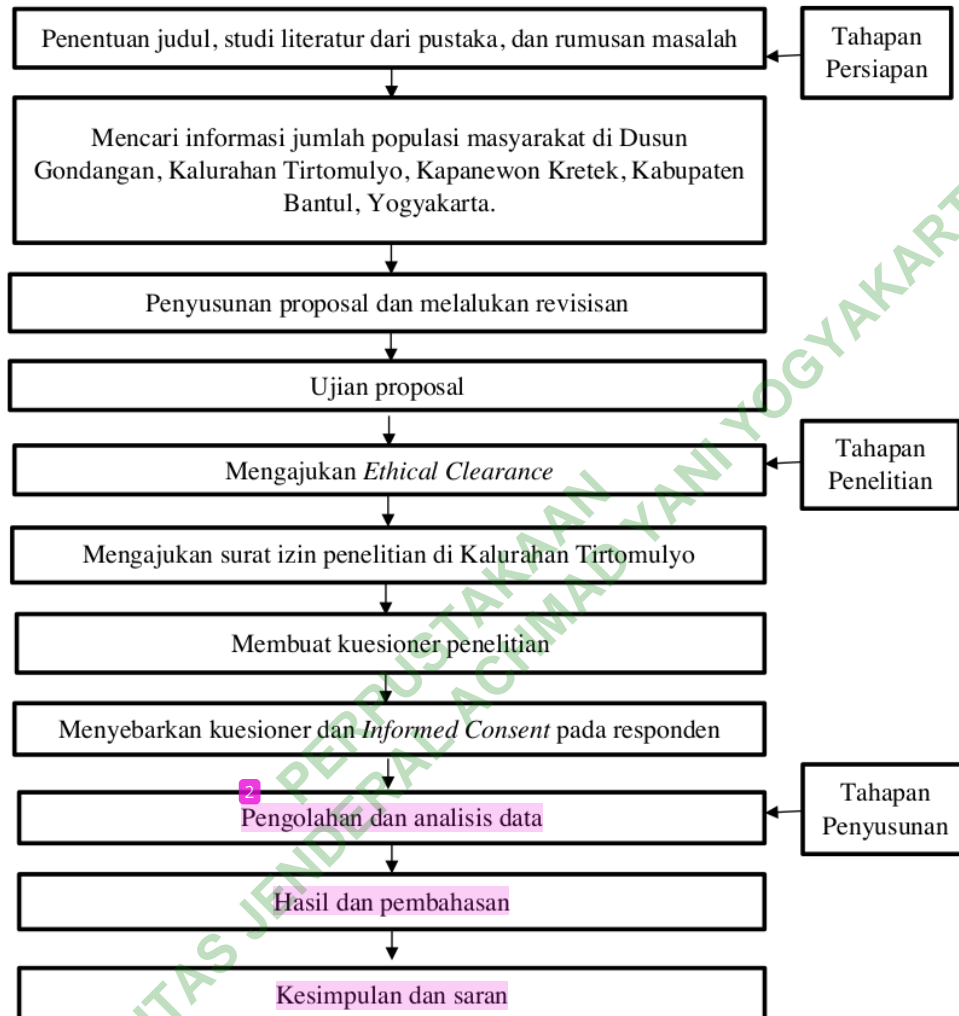 Penentuan judul, studi literatur dari pustaka, dan rumusan masalah
Tahapan
Persiapan
Mencari informasi jumlah populasi masyarakat di Dusun
Gondangan, Kalurahan Tirtomulyo, Kapanewon Kretek, Kabupaten
Bantul, Yogyakarta.
Penyusunan proposal dan melalukan revisisan
Ujian proposal
Mengajukan Ethical Clearance
Tahapan
Penelitian
Mengajukan surat izin penelitian di Kalurahan Tirtomulyo
Membuat kuesioner penelitian
Menyebarkan kuesioner dan Informed Consent pada responden
2
Pengolahan dan analisis data
Tahapan
Penyusunan
Hasil dan pembahasan
Kesimpulan dan saran
PERPUSTAKAAN
JENDERAL ACHMAD YANI